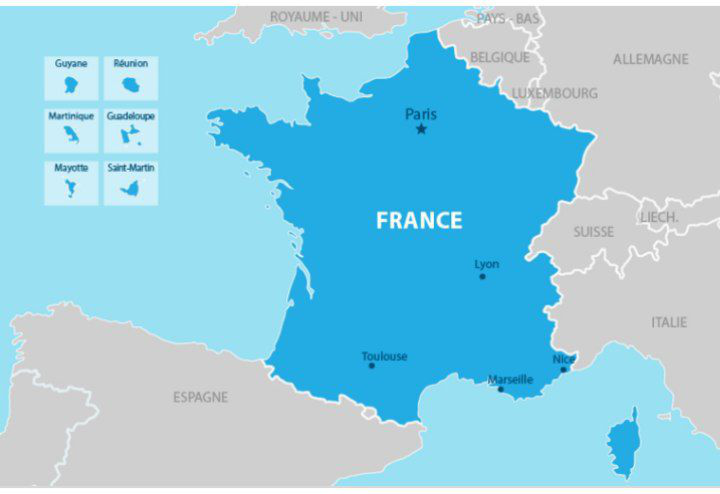 ROYAUME - UNI
PAYS - BAS
BELGIQUE
ALLEMAGNE
LUXEMBOURG
Guyane
Réunion
Martinique
Guadeloupe
Mayotte
Saint-Martin
Paris
FRANCE
SUISSE
LIECH.
Lyon
ITALIE
Toulouse
Nice
Marseille
ESPAGNE